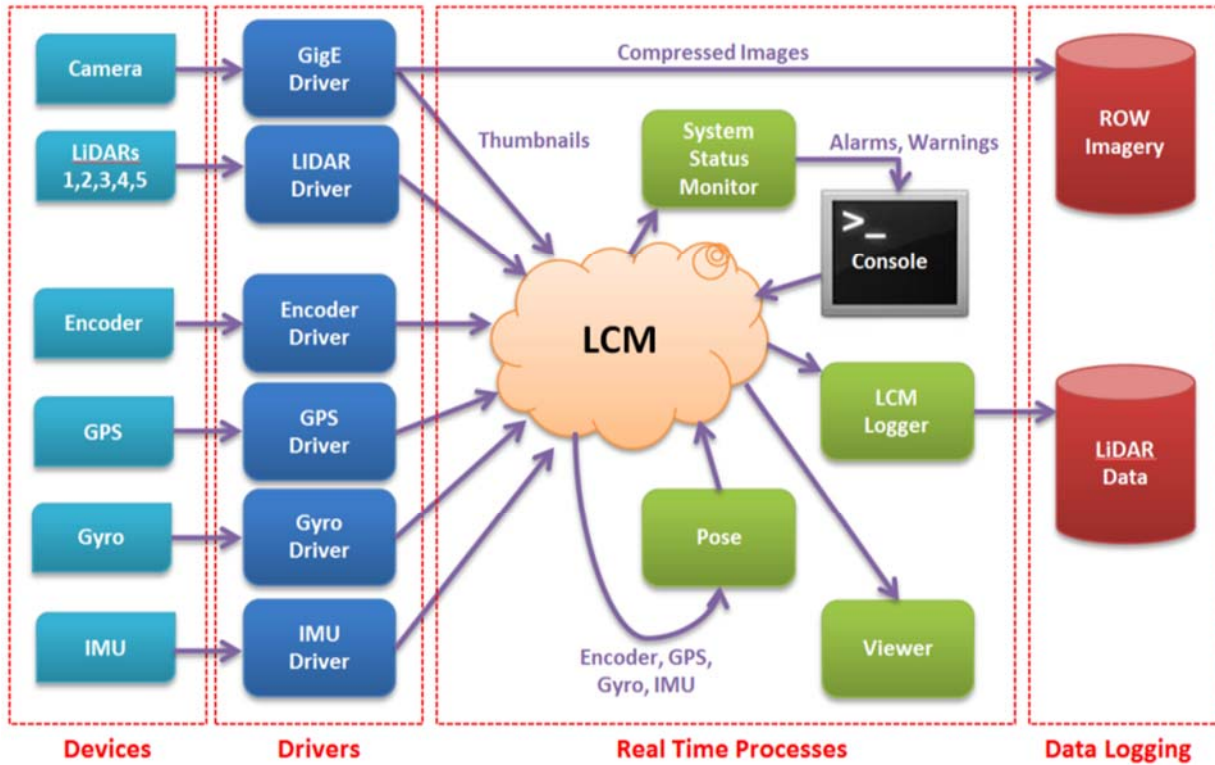 Camera
LiDARs
1,2,3,4,5
Encoder
GPS
Gyro
IMU
Devices
GigE
Driver
LIDAR
Driver
Encoder
Driver
GPS
Driver
Gyro
Driver
IMU
Driver
Drivers
Compressed Images
Thumbnails
System
Status
Monitor
Alarms, Warnings
>_
Console
LCM
LCM
Logger
Pose
Viewer
Encoder, GPS,
Gyro, IMU
Real Time Processes
ROW
Imagery
LiDAR
Data
Data Logging